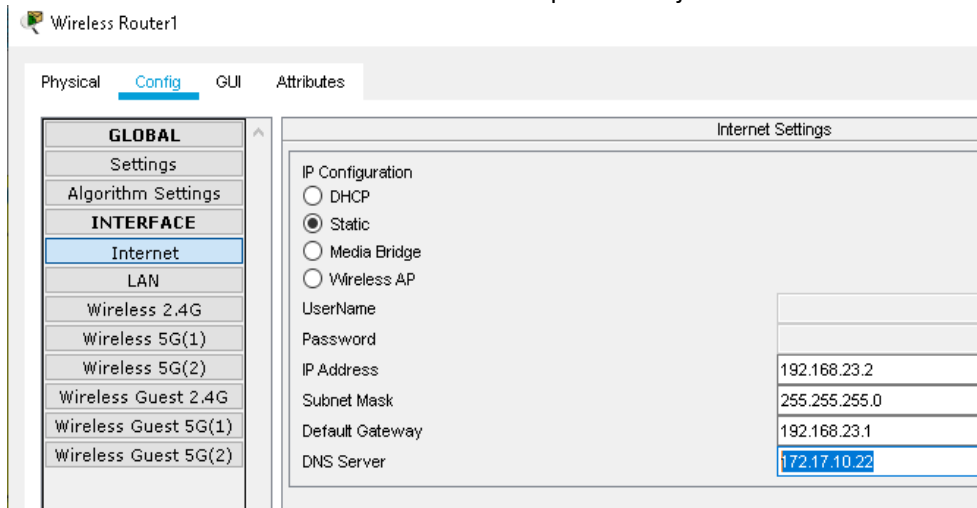 Wireless Router1
Physical Config GUI Attributes
GLOBAL
Settings
Algorithm Settings
INTERFACE
Internet
LAN
Wireless 2.4G
Wireless 5G(1)
Wireless 5G(2)
Wireless Guest 2.4G
Wireless Guest 5G(1)
Wireless Guest 5G(2)
Internet Settings
IP Configuration
DHCP
Static
Media Bridge
Wireless AP
UserName
Password
IP Address 192.168.23.2
Subnet Mask 255.255.255.0
Default Gateway 192.168.23.1
DNS Server 172.17.10.22